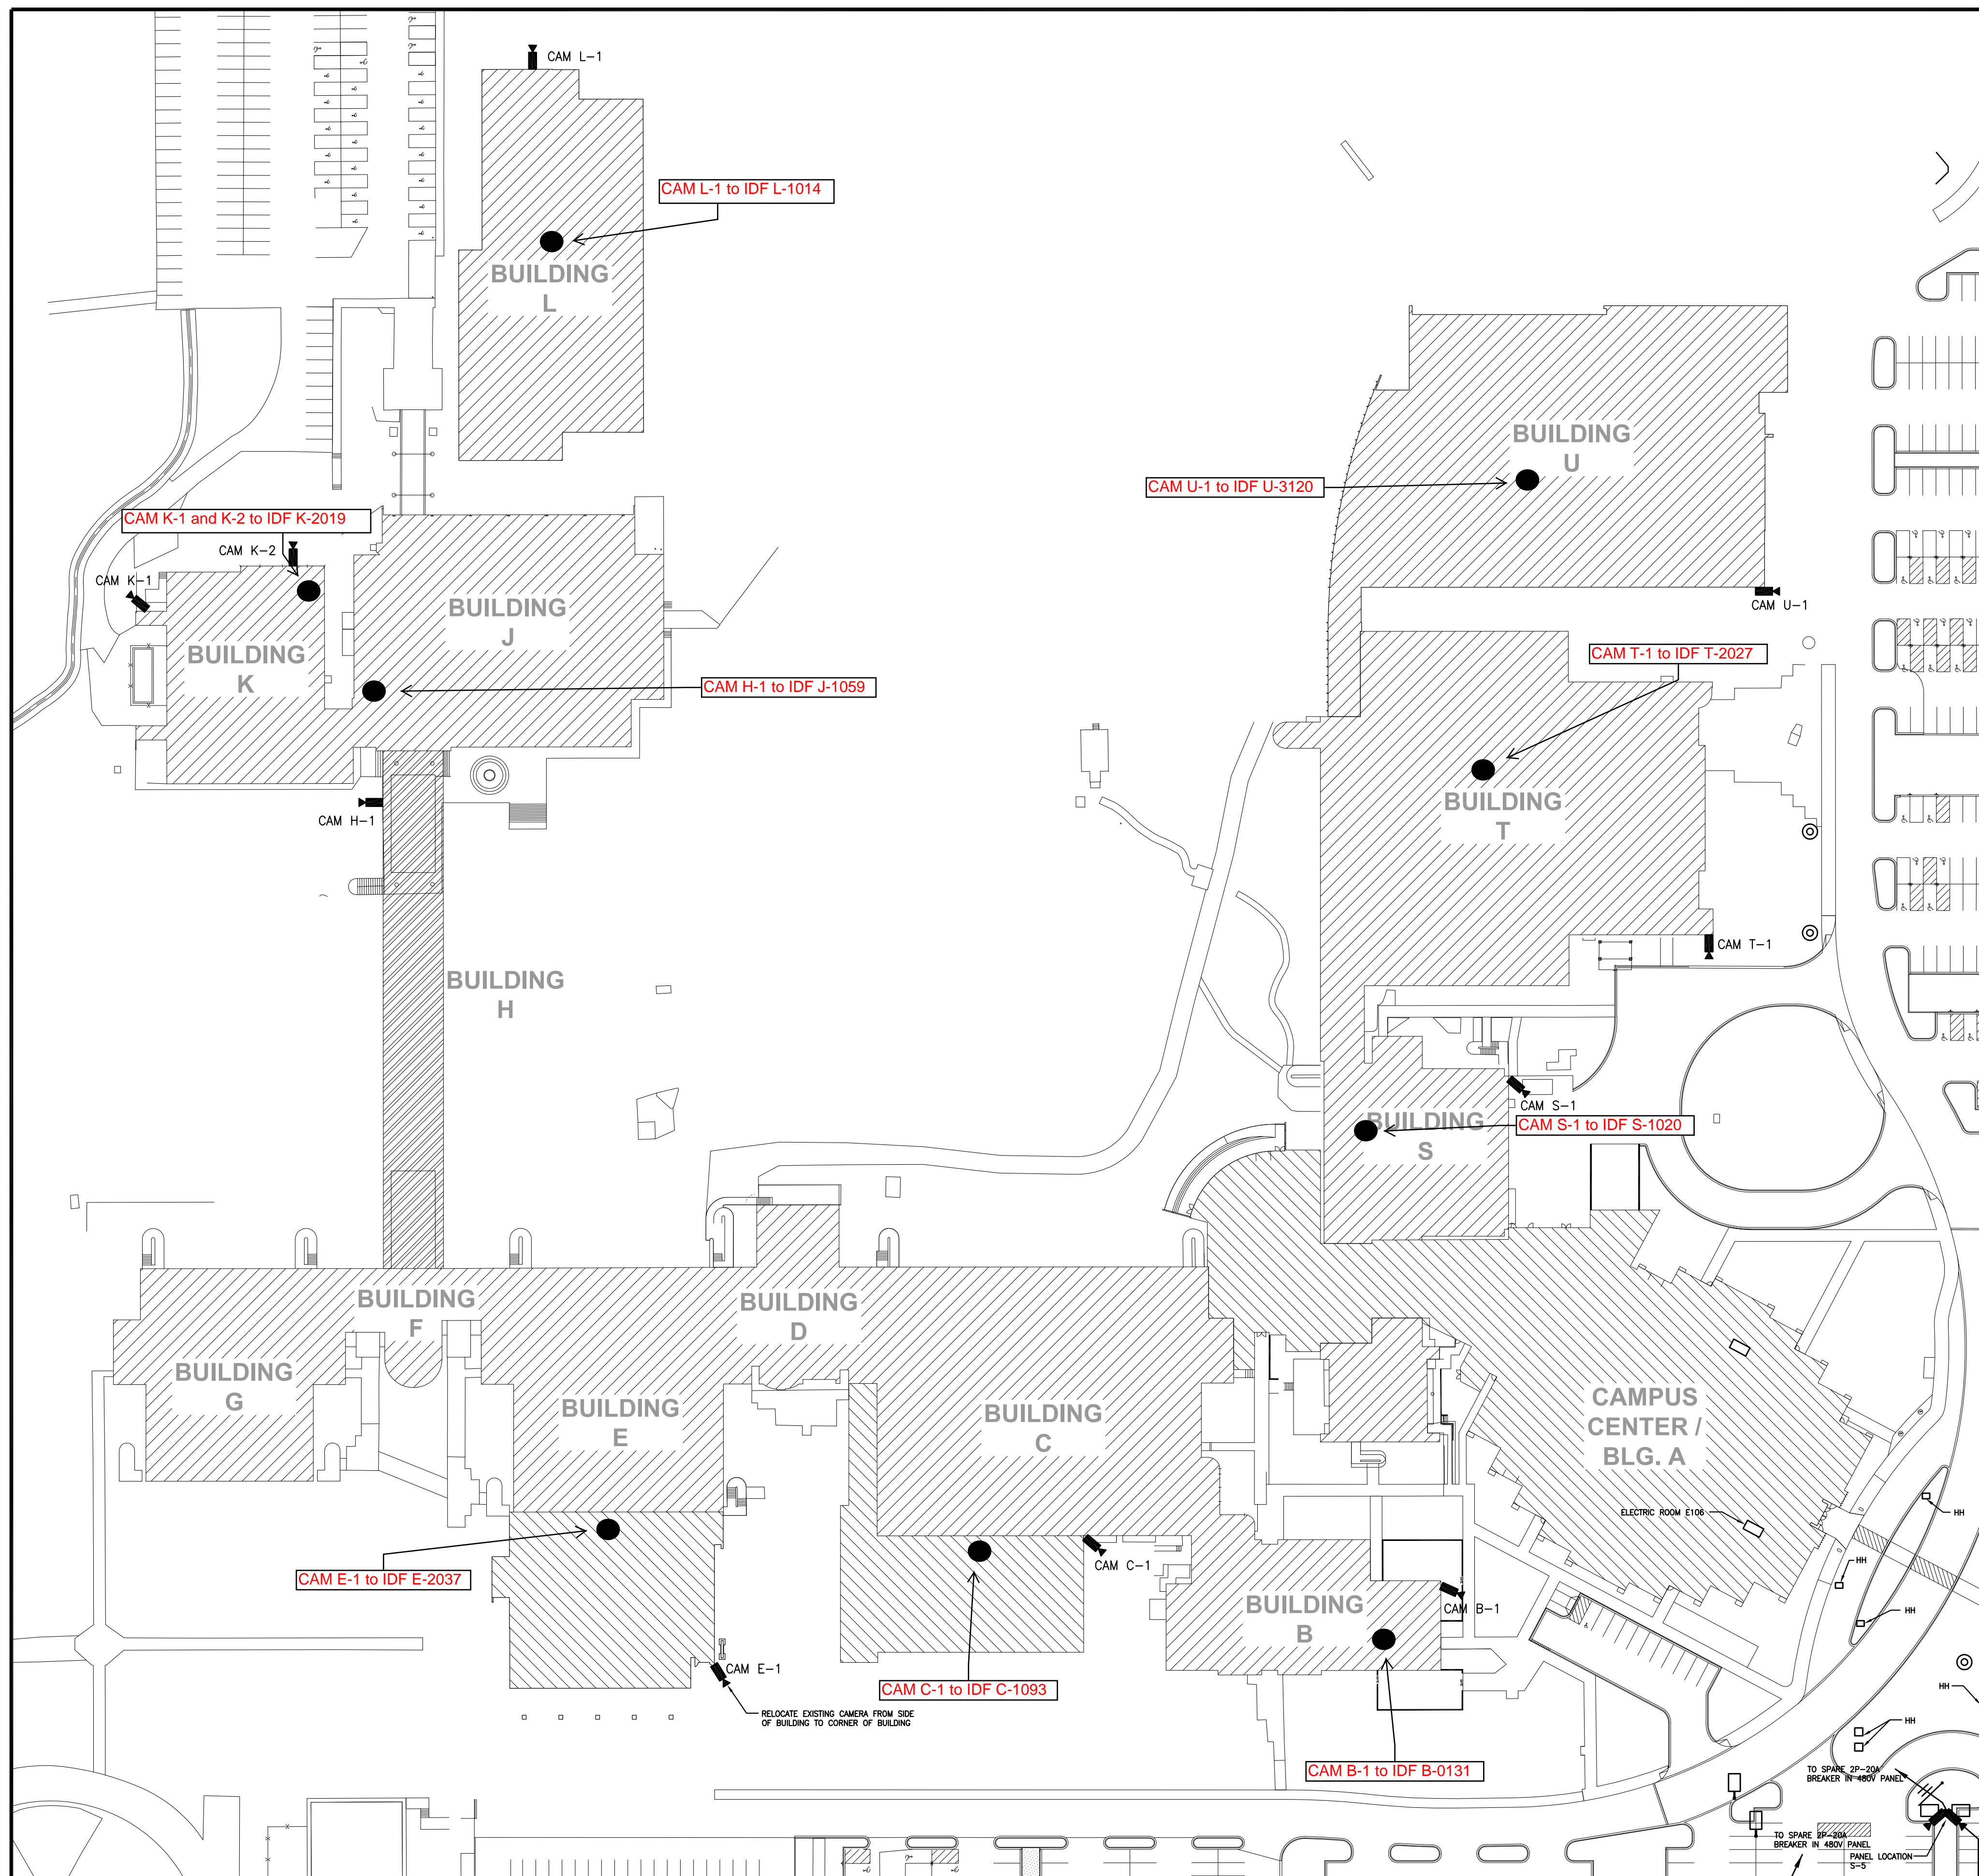 CAM L-1
CAM L-1 to IDF L-1014
BUILDING
L
BUILDING
U
CAM U-1 to IDF U-3120
CAM K-1 and K-2 to IDF K-2019
CAM K-2
CAM K-1
CAM U-1
BUILDING
J
BUILDING
K
CAM T-1 to IDF T-2027
CAM H-1 to IDF J-1059
BUILDING
T
CAM H-1
CAM T-1
BUILDING
H
CAM S-1
BUILDING
S
CAM S-1 to IDF S-1020
BUILDING
F
BUILDING
D
BUILDING
G
BUILDING
E
BUILDING
C
CAMPUS
CENTER /
BLG. A
ELECTRIC ROOM E106
HH
HH
HH
CAM C-1
CAM E-1 to IDF E-2037
CAM B-1
BUILDING
B
CAM E-1
CAM C-1 to IDF C-1093
RELOCATE EXISTING CAMERA FROM SIDE
OF BUILDING TO CORNER OF BUILDING
HH
HH
CAM B-1 to IDF B-0131
TO SPARE 2P-20A
BREAKER IN 480V PANEL
TO SPARE 2P-20A
BREAKER IN 480V PANEL
PANEL LOCATION
S-5